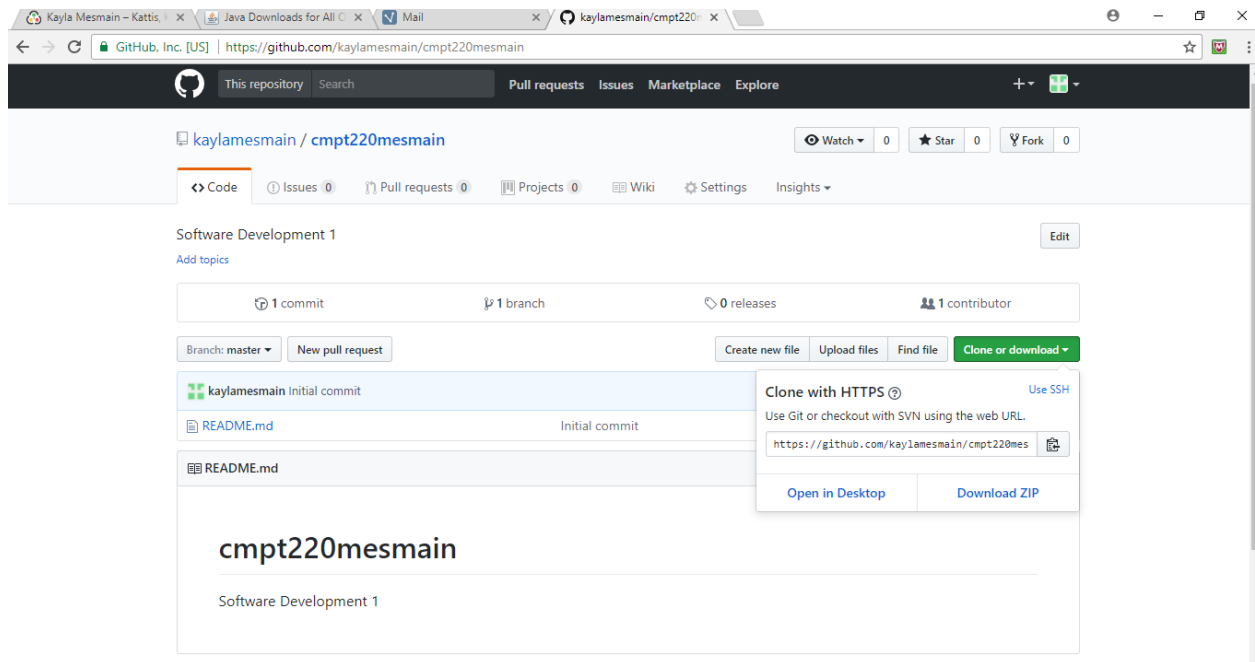 Kayla Mesmain – Kattis, Java Downloads for All Mail kaylamesmain/cmpt220
GitHub, Inc. [US] https://github.com/kaylamesmain/cmpt220mesmain
This repository Search Pull requests Issues Marketplace Explore
kaylamesmain / cmpt220mesmain Watch 0 Star 0 Fork 0
Code Issues 0 Pull requests 0 Projects 0 Wiki Settings Insights
Software Development 1 Edit
Add topics
1 commit 1 branch 0 releases 1 contributor
Branch: master New pull request Create new file Upload files Find file Clone or download
kaylamesmain Initial commit
README.md Initial commit
README.md
Clone with HTTPS Use SSH
Use Git or checkout with SVN using the web URL.
https://github.com/kaylamesmain/cmpt220mes
Open in Desktop Download ZIP
cmpt220mesmain
Software Development 1